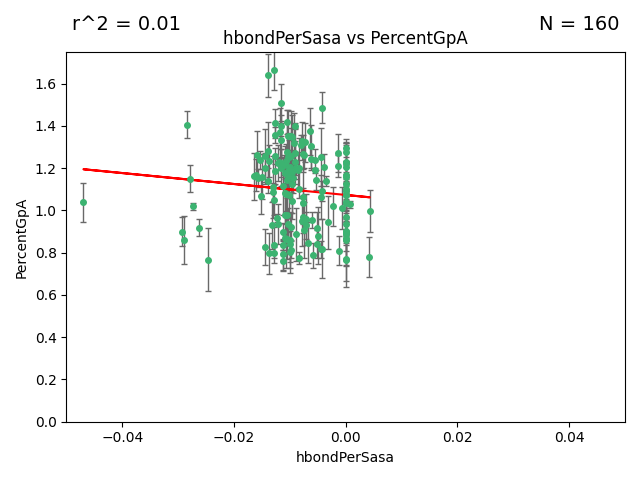 r^2 = 0.01
N = 160
hbondPerSasa vs PercentGpA
PercentGpA
1.6
1.4
1.2
1.0
0.8
0.6
0.4
0.2
0.0
−0.04
−0.02
0.00
0.02
0.04
hbondPerSasa